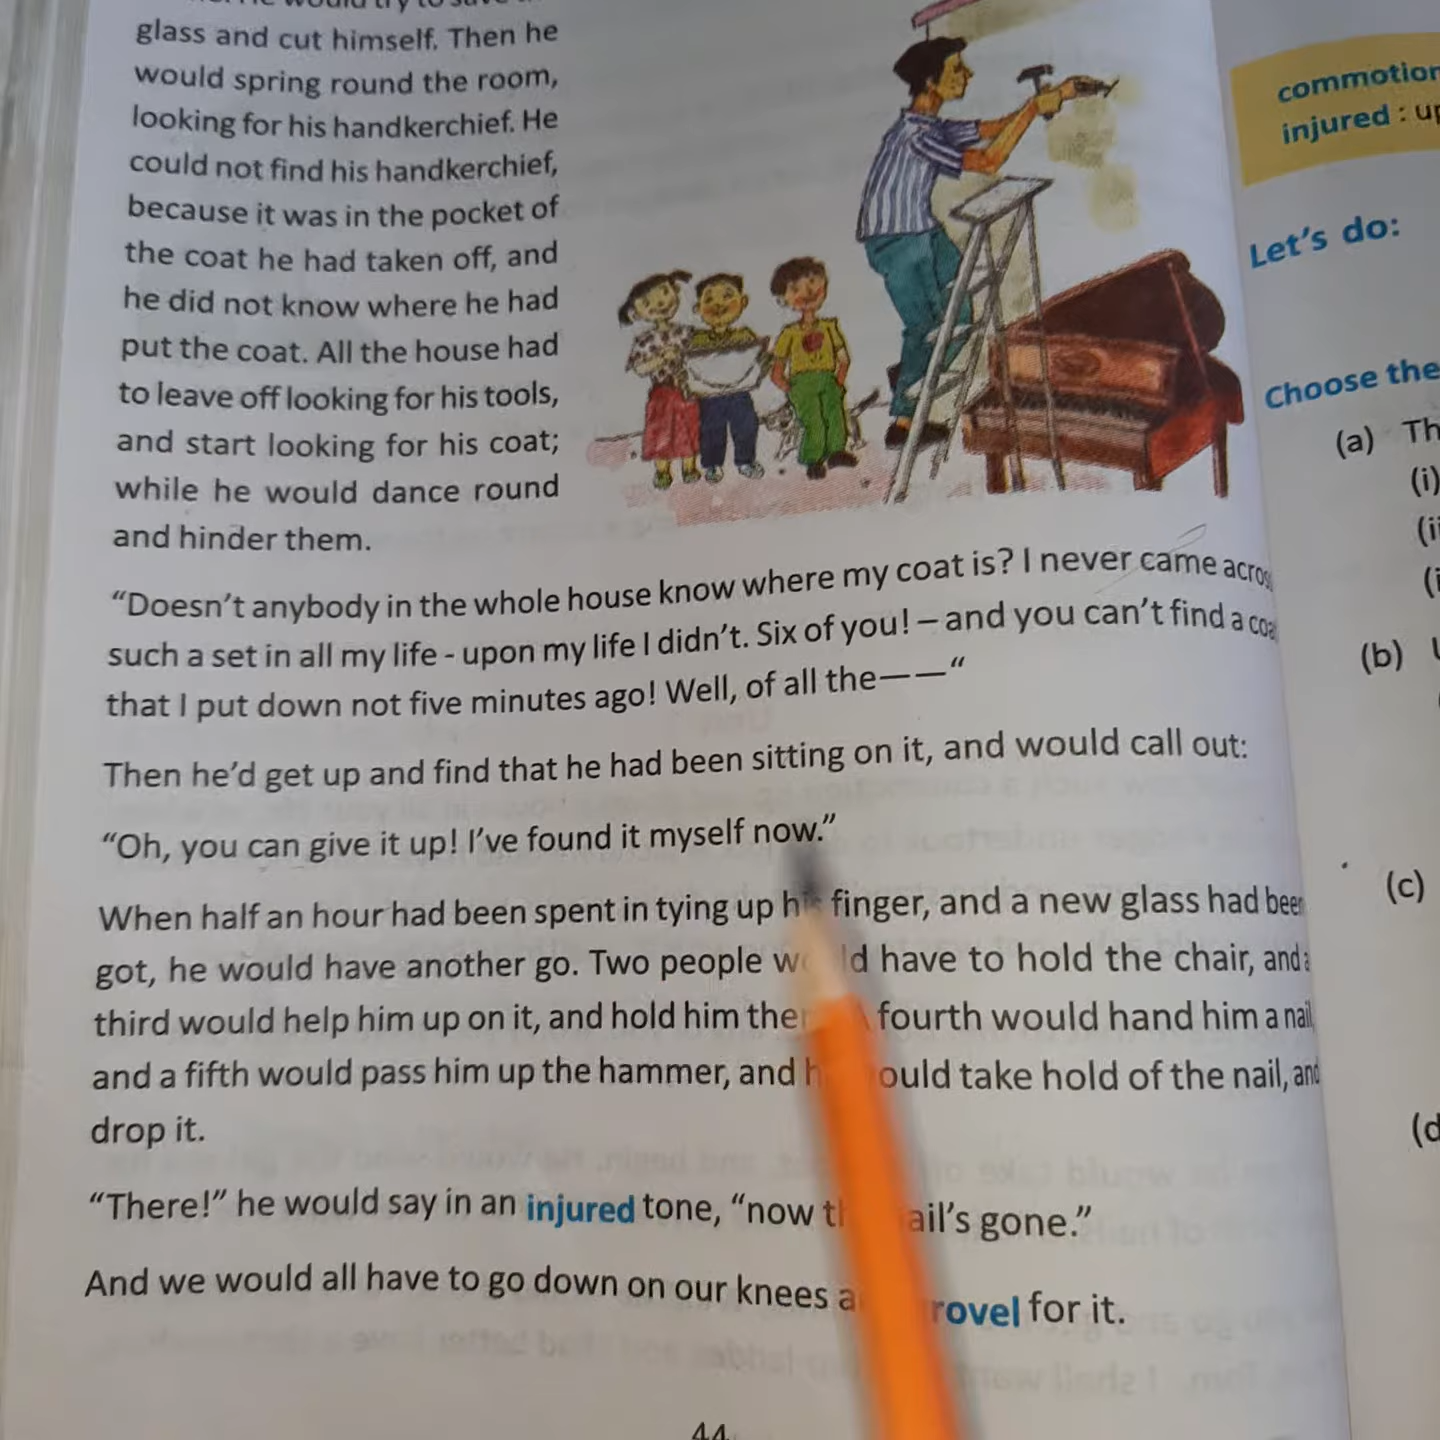 glass and cut himself. Then he
would spring round the room,
looking for his handkerchief. He
could not find his handkerchief,
because it was in the pocket of
the coat he had taken off, and
he did not know where he had
put the coat. All the house had
to leave off looking for his tools,
and start looking for his coat;
while he would dance round
and hinder them.
“Doesn’t anybody in the whole house know where my coat is? I never came
such a set in all my life - upon my life I didn’t. Six of you! – and you can’t find a
that I put down not five minutes ago! Well, of all the——“
Then he’d get up and find that he had been sitting on it, and would call out:
“Oh, you can give it up! I’ve found it myself now.”
When half an hour had been spent in tying up finger, and a new glass had
got, he would have another go. Two people have to hold the chair, and
third would help him up on it, and hold him fourth would hand him a nail
and a fifth would pass him up the hammer, and take hold of the nail, and
drop it.
“There!” he would say in an injured tone, “now gone.”
And we would all have to go down on our knees for it.
44
commotion
injured :
Let’s do:
Choose the
(a)
(i)
(b)
(c)